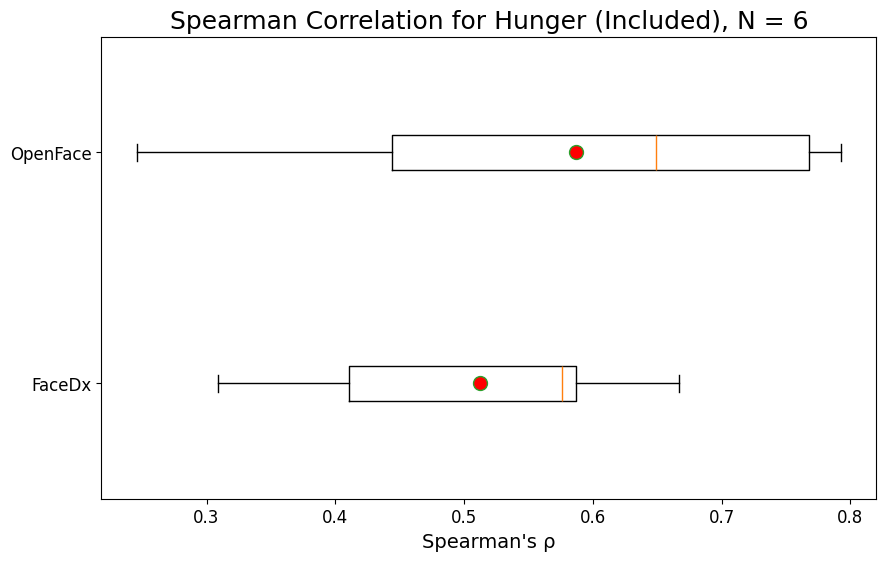 Spearman Correlation for Hunger (Included), N = 6
OpenFace
FaceDx
0.3 0.4 0.5 0.6 0.7 0.8
Spearman's ρ